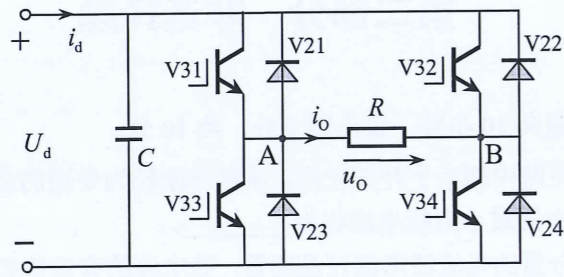 + i_d
V31 V21 V32 V22
U_d C A i_O R B
u_O
V33 V23 V34 V24
−